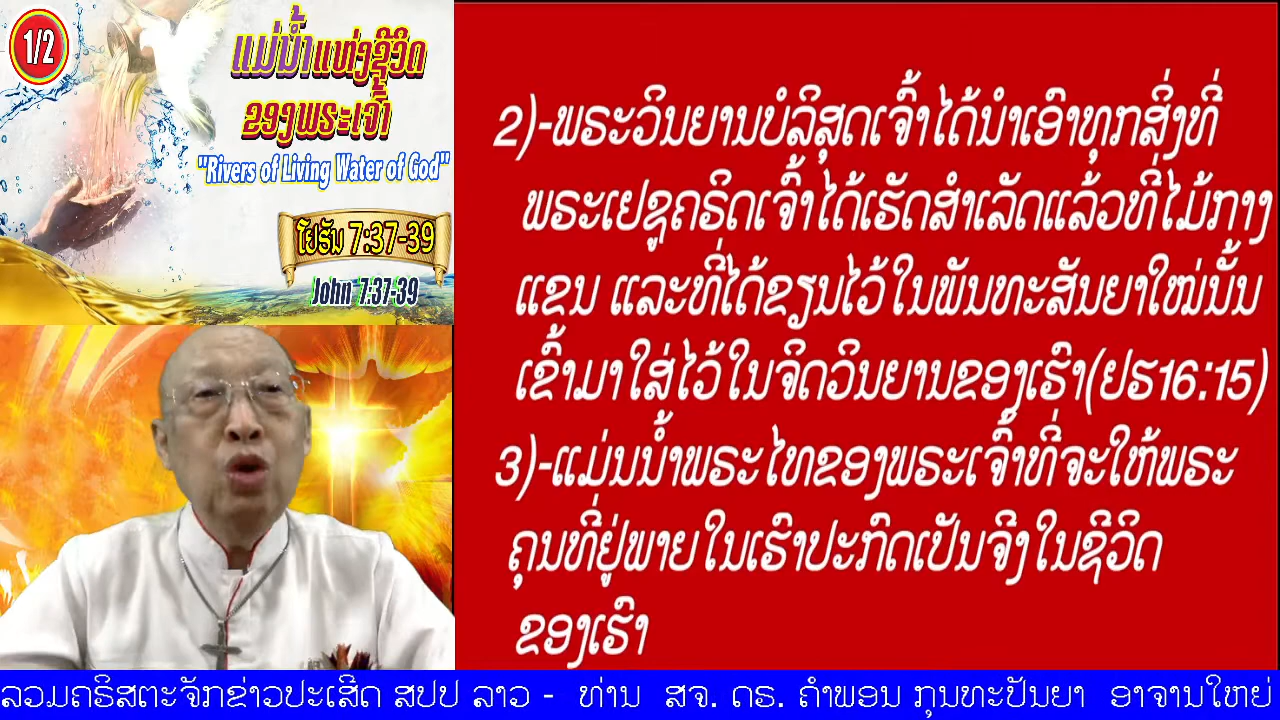 1/2
ແມ່ນ້ຳແຫ່ງຊີວິດ
ຂອງພຣະເຈົ້າ
"Rivers of Living Water of God"
ໂຢຮັນ 7:37-39
John 7:37-39
2)-ພຣະວິນຍານບໍລິສຸດເຈົ້າໄດ້ນຳເອົາທຸກສິ່ງທີ່
ພຣະເຢຊູຄຣິດເຈົ້າໄດ້ເຮັດສຳເລັດແລ້ວທີ່ໄມ້ກາງ
ແຂນ ແລະທີ່ໄດ້ຂຽນໄວ້ໃນພັນທະສັນຍາໃໝ່ນັ້ນ
ເຂົ້າມາໃສ່ໄວ້ໃນຈິດວິນຍານຂອງເຮົາ(ຢຮ16:15)
3)-ແມ່ນນ້ຳພຣະໄທຂອງພຣະເຈົ້າທີ່ຈະໃຫ້ພຣະ
ຄຸນທີ່ຢູ່ພາຍໃນເຮົາປະກົດເປັນຈີງໃນຊີວິດ
ຂອງເຮົາ
ລວມຄຣິສຕະຈັກຂ່າວປະເສີດ ສປປ ລາວ - ທ່ານ ສຈ. ດຣ. ຄຳພອນ ກຸນທະປັນຍາ ອາຈານໃຫຍ່